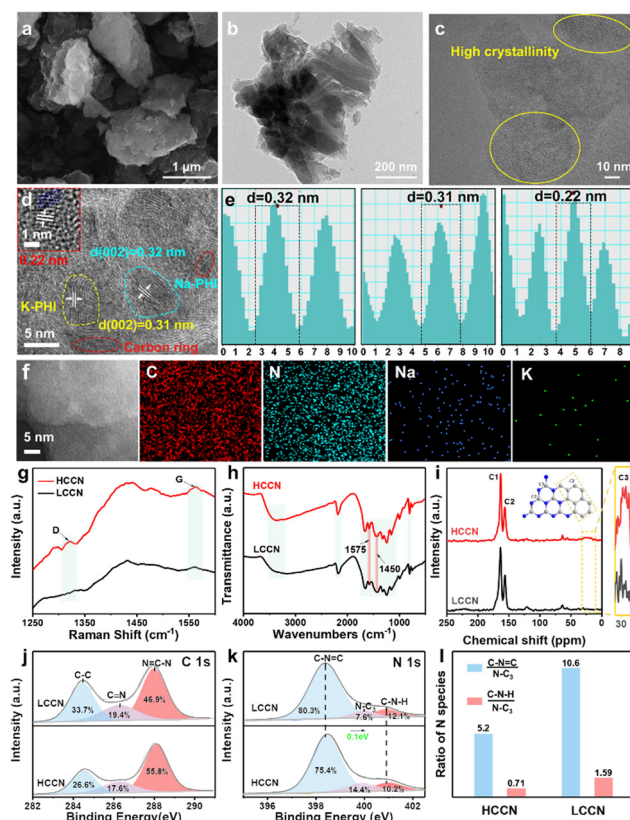 a
1 μm
b
200 nm
c
High crystallinity
10 nm
d
1 nm
0.22 nm
d(002)=0.32 nm
Na-PHI
K-PHI
d(002)=0.31 nm
5 nm
Carbon ring
e
d=0.32 nm
d=0.31 nm
d=0.22 nm
0 1 2 3 4 5 6 7 8 9 10
0 1 2 3 4 5 6 7 8 9 10
0 1 2 3 4 5 6 7 8
f
5 nm
C
N
Na
K
g
HCCN
LCCN
G
D
Intensity (a.u.)
1250 1350 1450 1550 1650
Raman Shift (cm-1)
h
HCCN
LCCN
1575
1450
Transmittance (a.u.)
4000 3000 2000 1000 0
Wavenumbers (cm-1)
i
C1
C2
C3
HCCN
LCCN
Intensity (a.u.)
250 200 150 100 50 0
30
Chemical shift (ppm)
j
C 1s
N=C-N
C-C
C=N
LCCN
33.7%
19.4%
46.9%
HCCN
26.6%
17.6%
55.8%
Intensity (a.u.)
282 284 286 288 290
Binding Energy(eV)
k
N 1s
C-N=C
N-C3
C-N-H
LCCN
80.3%
7.6%
12.1%
0.1eV
HCCN
75.4%
14.4%
10.2%
Intensity (a.u.)
396 398 400 402
Binding Energy (eV)
l
C-N=C
N-C3
C-N-H
N-C3
10.6
5.2
0.71
1.59
Ratio of N species
HCCN LCCN